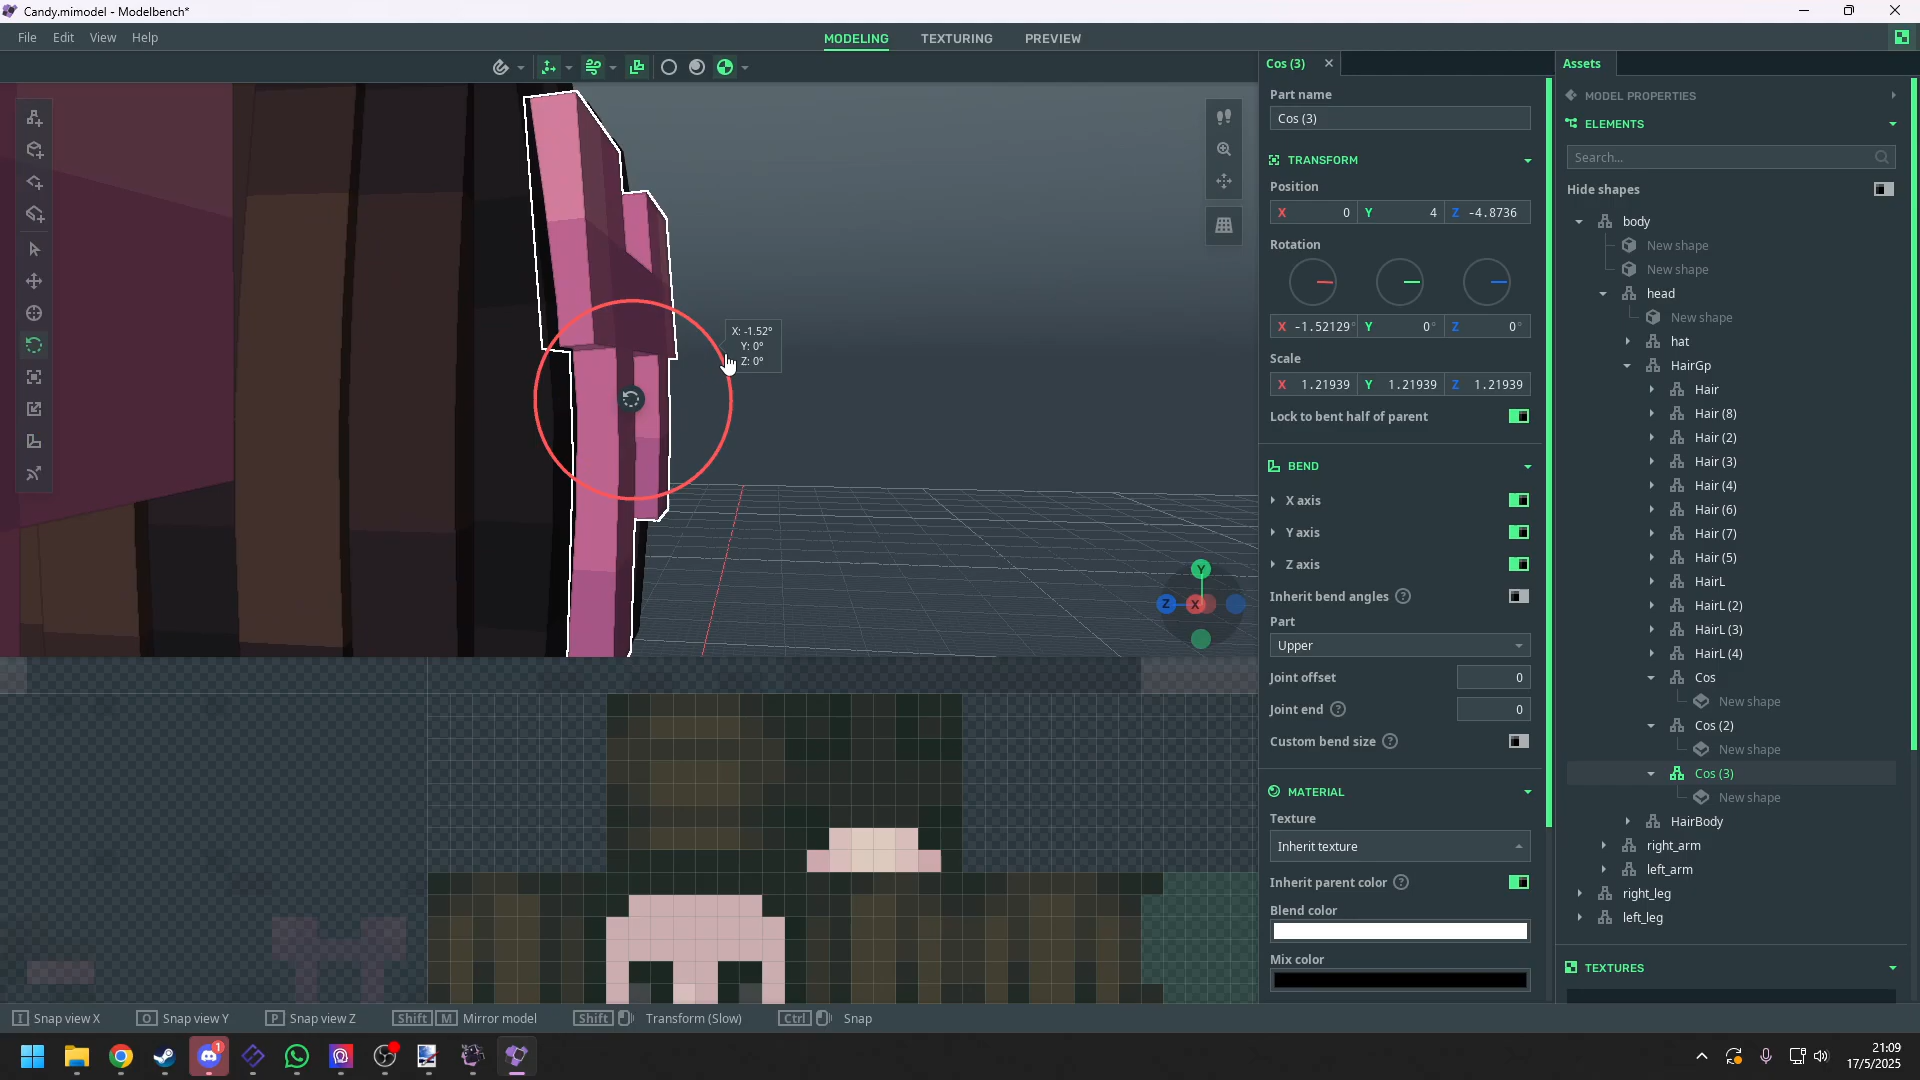 Candy.mimodel - Modelbench*
File Edit View Help
MODELING TEXTURING PREVIEW
Cos (3)
Assets
Part name
Cos (3)
TRANSFORM
Position
X 0 Y 4 Z -4.8736
Rotation
X -1.52129° Y 0° Z 0°
Scale
X 1.21939 Y 1.21939 Z 1.21939
Lock to bent half of parent
BEND
X axis
Y axis
Z axis
Inherit bend angles ?
Part
Upper
Joint offset 0
Joint end ? 0
Custom bend size ?
MATERIAL
Texture
Inherit texture
Inherit parent color ?
Blend color
Mix color
MODEL PROPERTIES
ELEMENTS
Search...
Hide shapes
body
New shape
New shape
head
New shape
hat
HairGp
Hair
Hair (8)
Hair (2)
Hair (3)
Hair (4)
Hair (6)
Hair (7)
Hair (5)
HairL
HairL (2)
HairL (3)
HairL (4)
Cos
New shape
Cos (2)
New shape
Cos (3)
New shape
HairBody
right_arm
left_arm
right_leg
left_leg
TEXTURES
X: -1.52°
Y: 0°
Z: 0°
Y
Z X
I Snap view X O Snap view Y P Snap view Z Shift M Mirror model Shift Transform (Slow) Ctrl Snap
1
21:09
17/5/2025